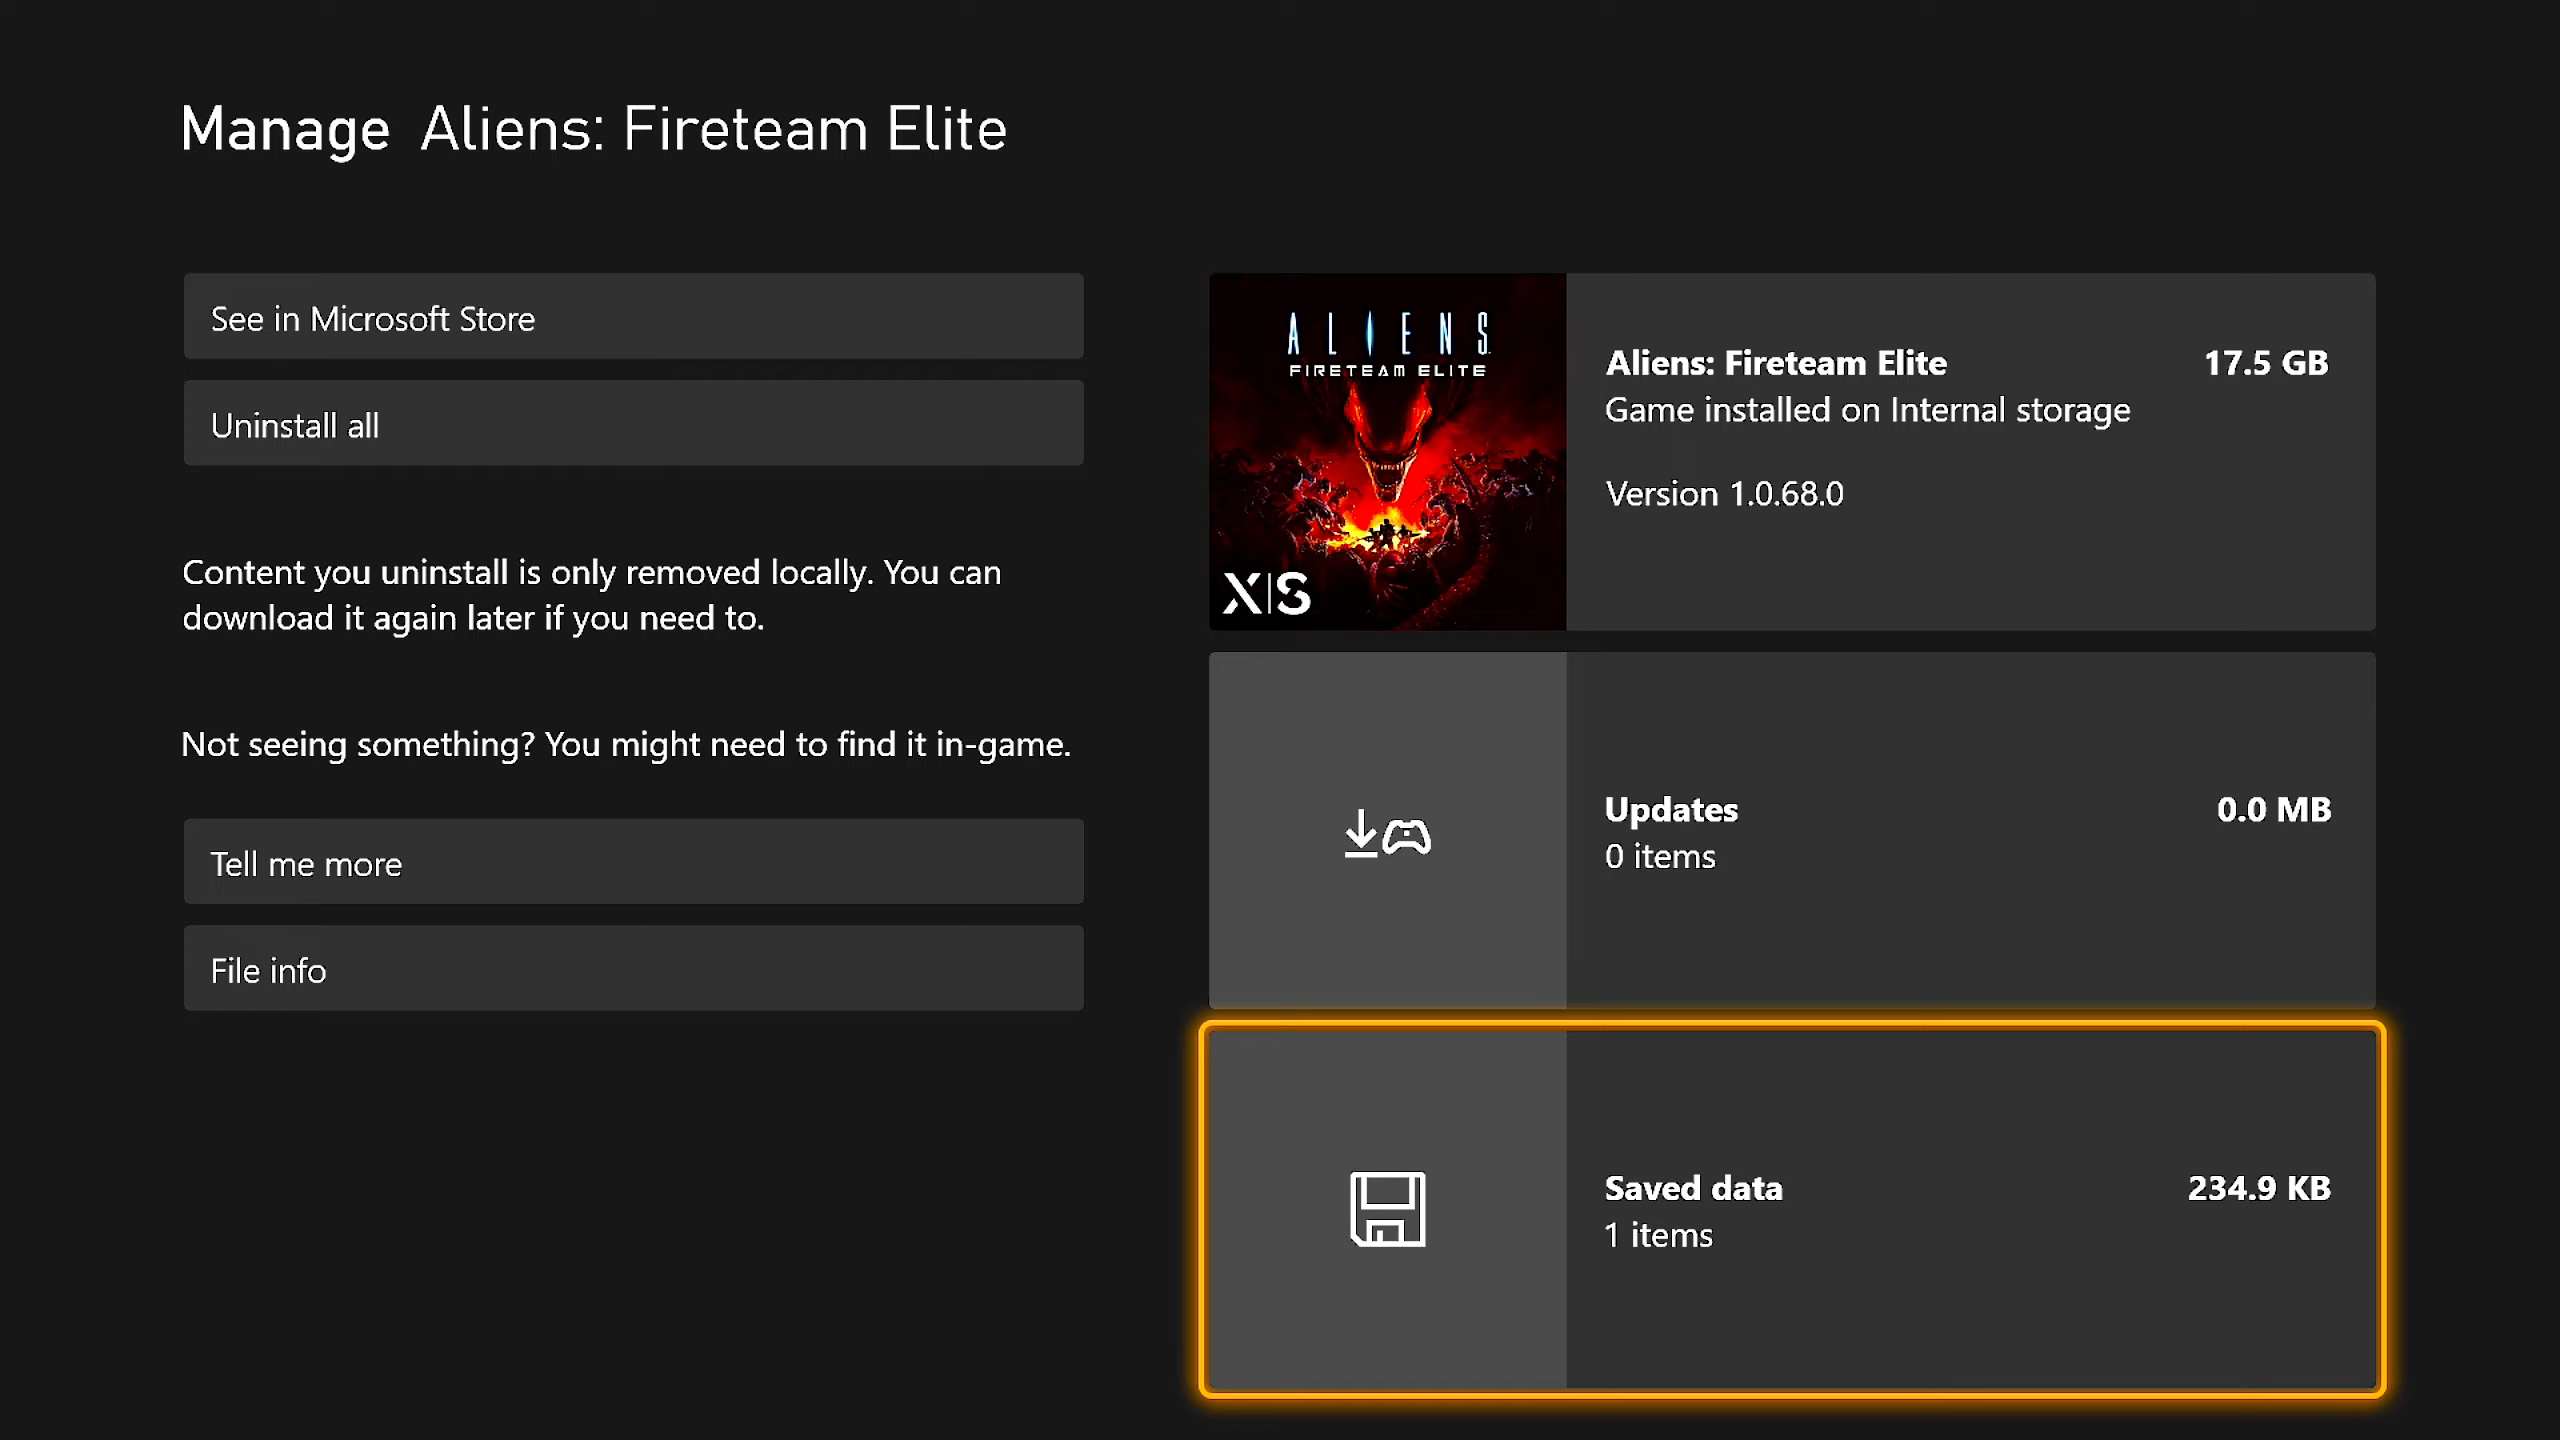 Manage Aliens: Fireteam Elite
See in Microsoft Store
Uninstall all
Content you uninstall is only removed locally. You can
download it again later if you need to.
Not seeing something? You might need to find it in-game.
Tell me more
File info
ALIENS
FIRETEAM ELITE
X|S
Aliens: Fireteam Elite 17.5 GB
Game installed on Internal storage
Version 1.0.68.0
Updates 0.0 MB
0 items
Saved data 234.9 KB
1 items